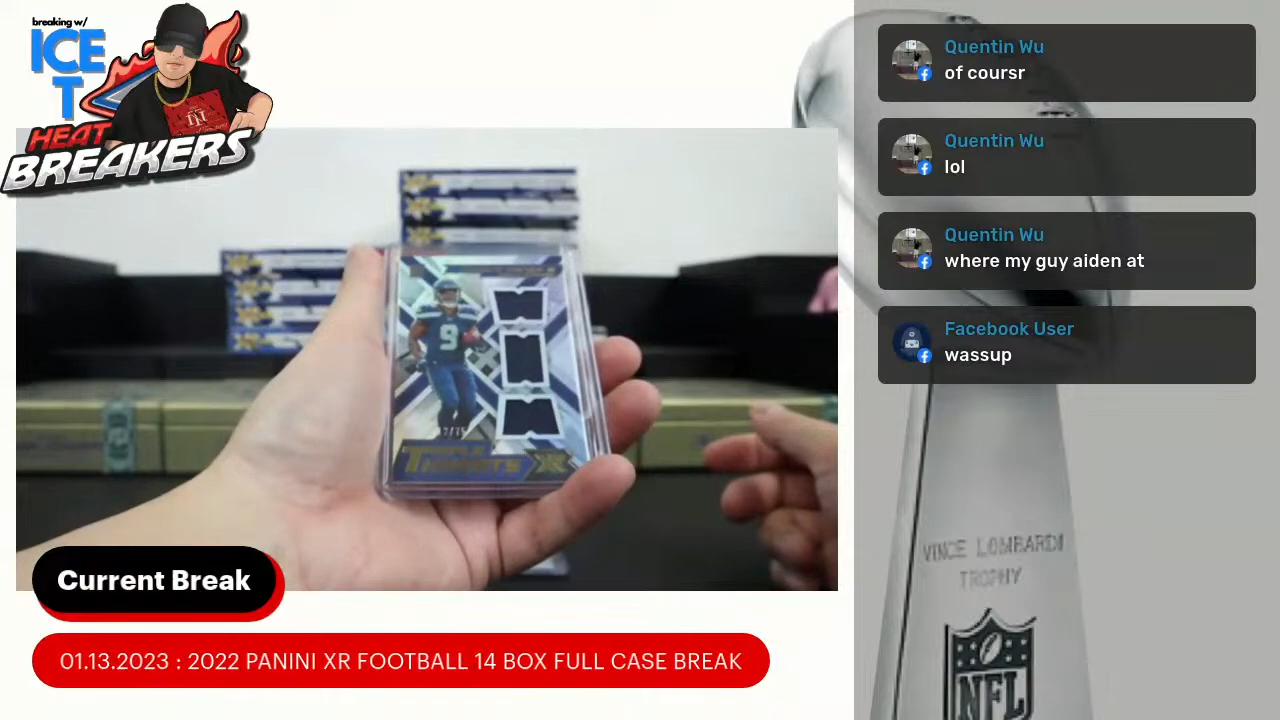 breaking w/
ICE
T
HEAT
BREAKERS
9
Current Break
01.13.2023 : 2022 PANINI XR FOOTBALL 14 BOX FULL CASE BREAK
Quentin Wu
of coursr
Quentin Wu
lol
Quentin Wu
where my guy aiden at
Facebook User
wassup
VINCE LOMBARDI
TROPHY
NFL